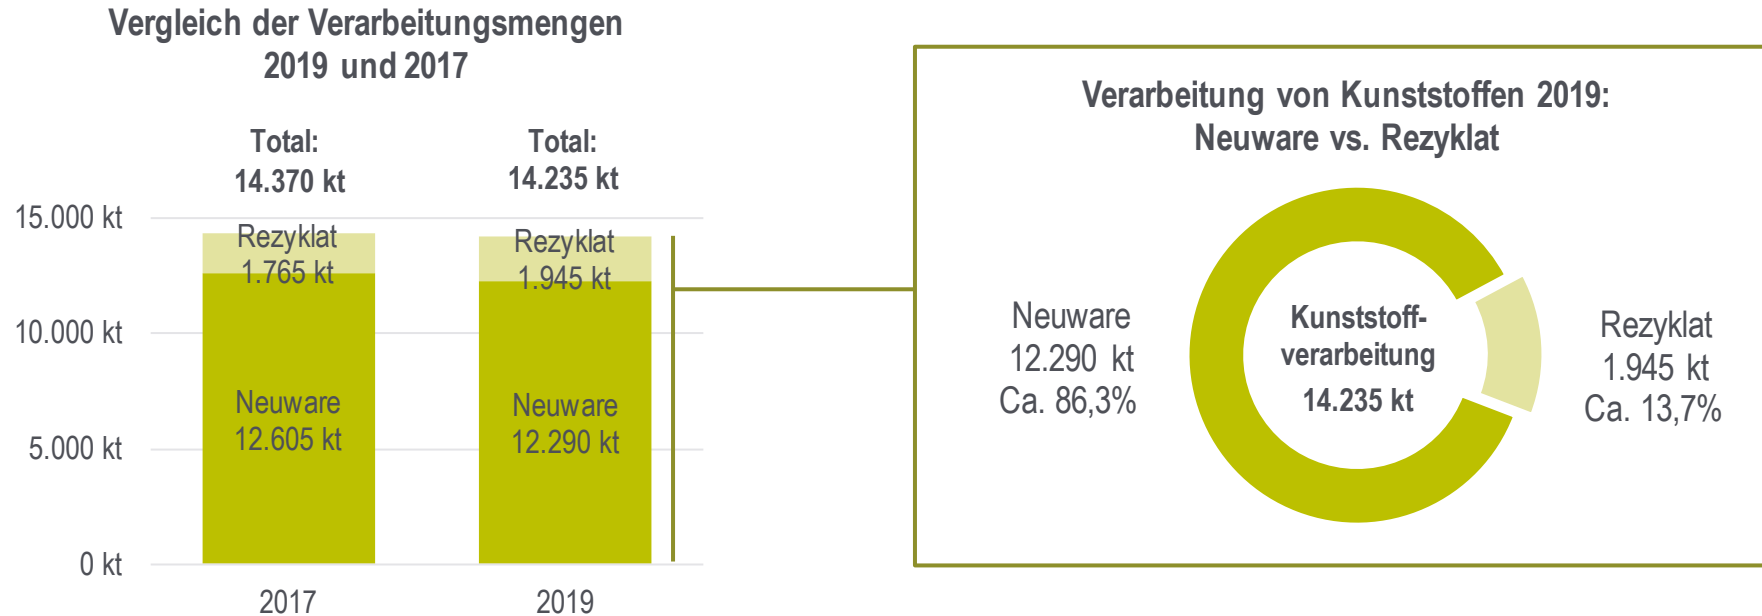 Vergleich der Verarbeitungsmengen
2019 und 2017
Total:
14.370 kt
Total:
14.235 kt
15.000 kt
10.000 kt
5.000 kt
0 kt
Rezyklat
1.765 kt
Neuware
12.605 kt
Rezyklat
1.945 kt
Neuware
12.290 kt
2017
2019
Verarbeitung von Kunststoffen 2019:
Neuware vs. Rezyklat
Neuware
12.290 kt
Ca. 86,3%
Kunststoff-
verarbeitung
14.235 kt
Rezyklat
1.945 kt
Ca. 13,7%